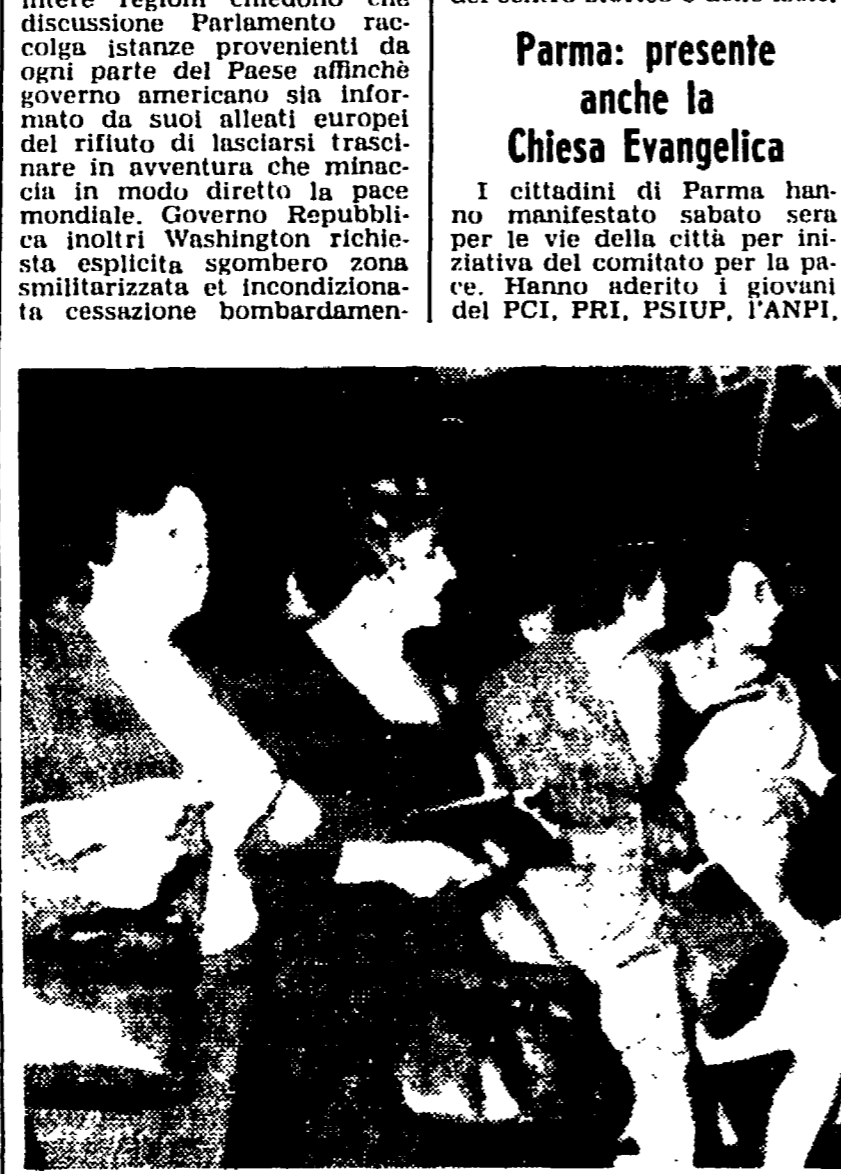 intere regioni chiedono che
discussione Parlamento rac-
colga istanze provenienti da
ogni parte del Paese affinchè
governo americano sia infor-
mato da suoi alleati europei
del rifiuto di lasciarsi trasci-
nare in avventura che minac-
cia in modo diretto la pace
mondiale. Governo Repubbli-
ca inoltri Washington richie-
sta esplicita sgombero zona
smilitarizzata et incondiziona-
ta cessazione bombardamen-
Parma: presente
anche la
Chiesa Evangelica
I cittadini di Parma han-
no manifestato sabato sera
per le vie della città per ini-
ziativa del comitato per la pa-
ce. Hanno aderito i giovani
del PCI, PRI, PSIUP, l'ANPI,